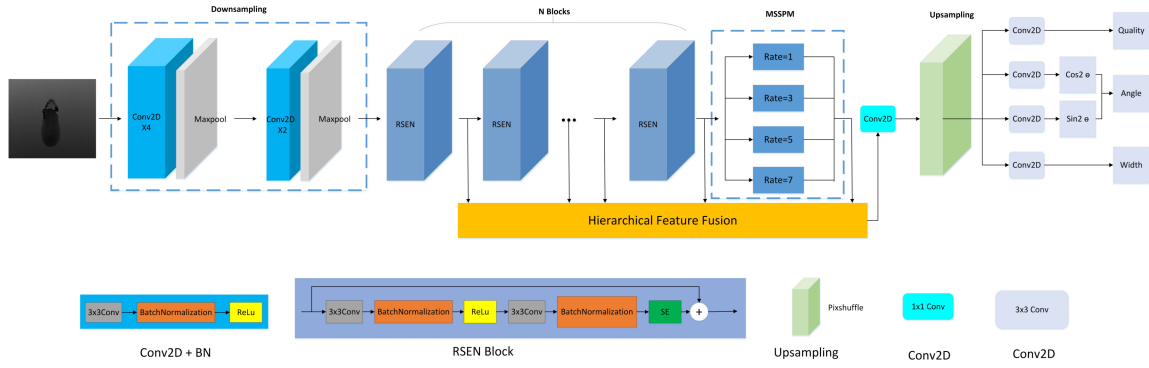 Downsampling
N Blocks
MSSPM
Upsampling
Conv2D
X4
Maxpool
Conv2D
X2
Maxpool
RSEN
RSEN
•••
RSEN
Rate=1
Rate=3
Rate=5
Rate=7
Conv2D
Conv2D
Quality
Conv2D
Cos2 ɵ
Angle
Conv2D
Sin2 ɵ
Conv2D
Width
Hierarchical Feature Fusion
3x3Conv
BatchNormalization
ReLu
Conv2D + BN
3x3Conv
BatchNormalization
ReLu
3x3Conv
BatchNormalization
SE
+
RSEN Block
Pixshuffle
Upsampling
1x1 Conv
Conv2D
3x3 Conv
Conv2D